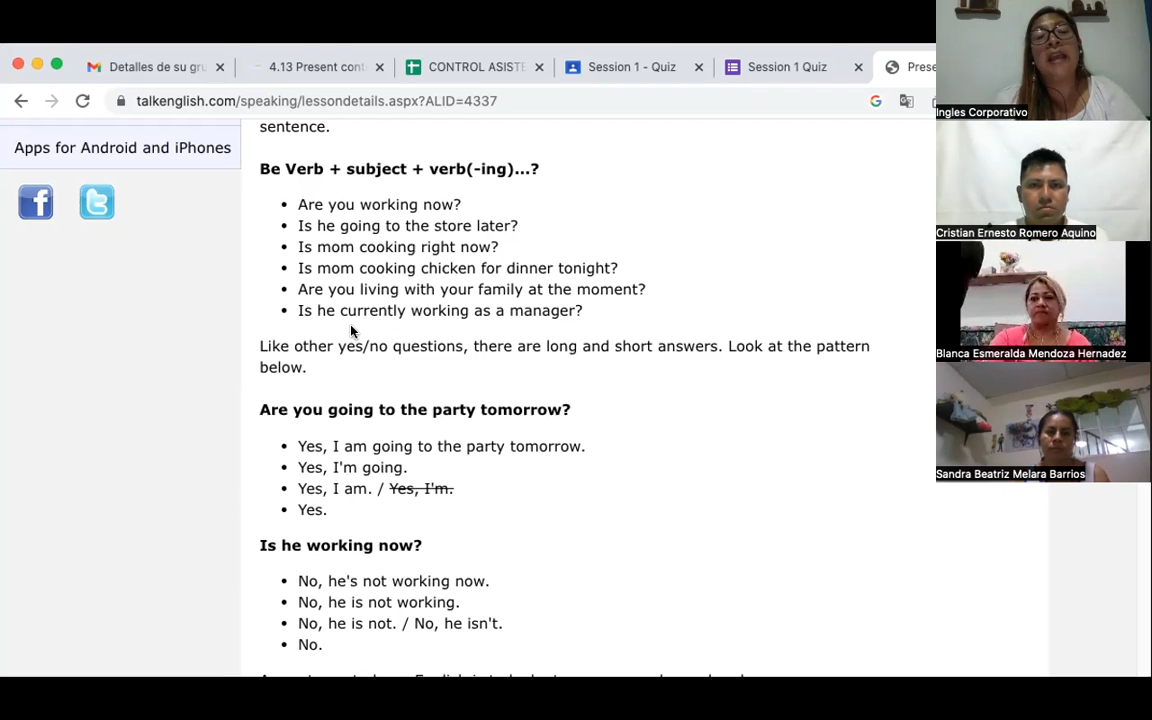 Detalles de su gru
4.13 Present cont
CONTROL ASISTE
Session 1 - Quiz
Session 1 Quiz
Prese
talkenglish.com/speaking/lessondetails.aspx?ALID=4337
Apps for Android and iPhones
sentence.
Be Verb + subject + verb(-ing)...?
• Are you working now?
• Is he going to the store later?
• Is mom cooking right now?
• Is mom cooking chicken for dinner tonight?
• Are you living with your family at the moment?
• Is he currently working as a manager?
Like other yes/no questions, there are long and short answers. Look at the pattern
below.
Are you going to the party tomorrow?
• Yes, I am going to the party tomorrow.
• Yes, I'm going.
• Yes, I am. / Yes, I'm.
• Yes.
Is he working now?
• No, he's not working now.
• No, he is not working.
• No, he is not. / No, he isn't.
• No.
Ingles Corporativo
Cristian Ernesto Romero Aquino
Blanca Esmeralda Mendoza Hernadez
Sandra Beatriz Melara Barrios